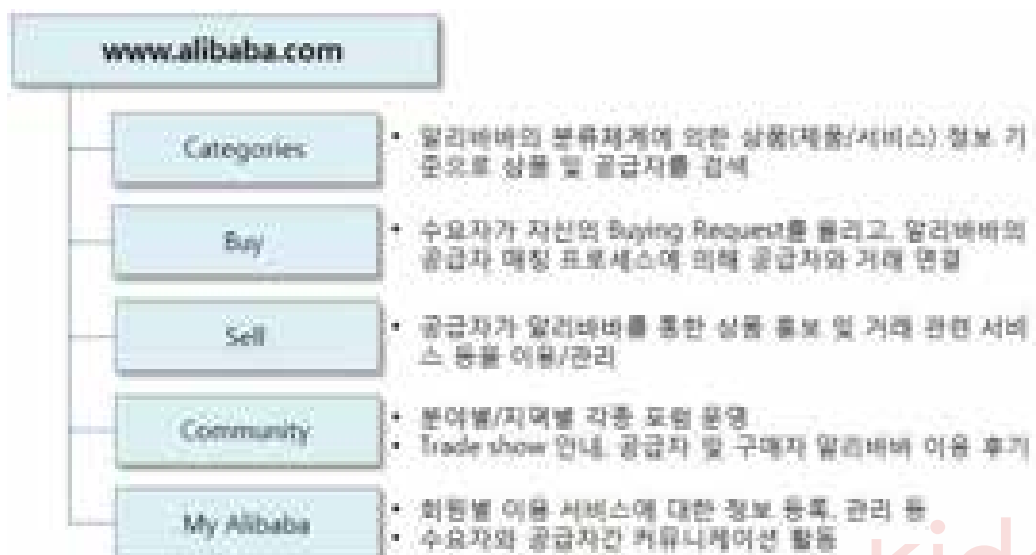 www.alibaba.com
Categories
• 알리바바의 분류체계에 의한 상품(제품/서비스) 정보 기
준으로 상품 및 공급자를 검색
Buy
• 수요자가 자신의 Buying Request를 올리고, 알리바바의
공급자 매칭 프로세스에 의해 공급자와 거래 연결
Sell
• 공급자가 알리바바를 통한 상품 홍보 및 거래 관련 서비
스 등을 이용/관리
Community
• 분야별/지역별 각종 포럼 운영
• Trade show 안내, 공급자 및 구매자 알리바바 이용 후기
My Alibaba
• 회원별 이용 서비스에 대한 정보 등록, 관리 등
• 수요자와 공급자간 커뮤니케이션 활동